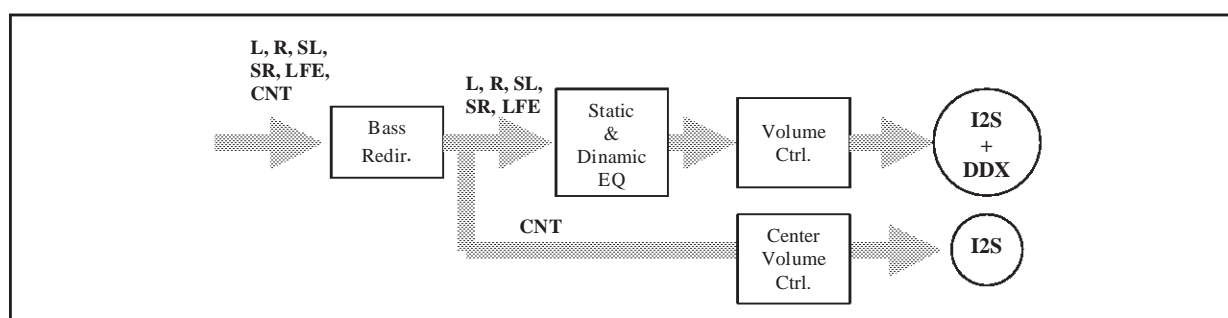 L, R, SL,
SR, LFE,
CNT
Bass
Redir.
L, R, SL,
SR, LFE
Static
&
Dinamic
EQ
Volume
Ctrl.
I2S
+
DDX
CNT
Center
Volume
Ctrl.
I2S